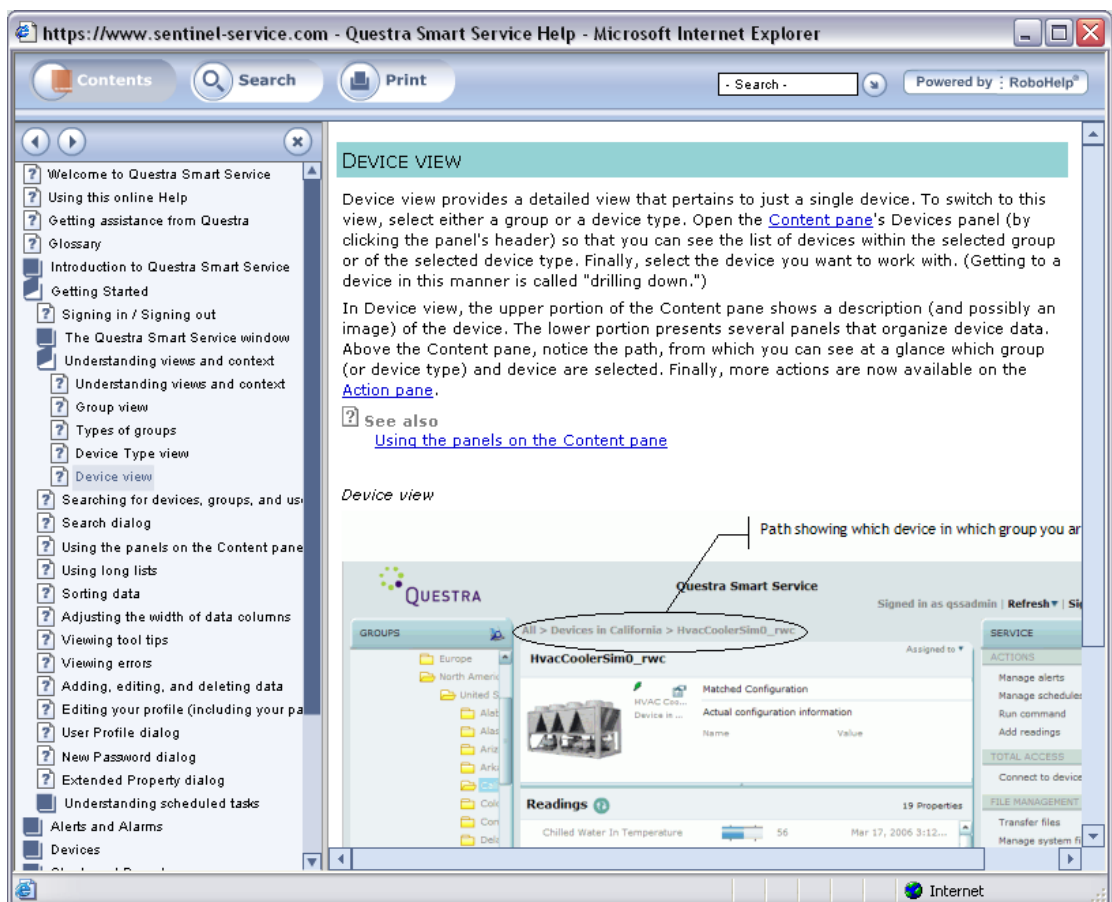 https://www.sentinel-service.com - Questra Smart Service Help - Microsoft Internet Explorer
Contents
Search
Print
- Search -
Powered by : RoboHelp®
Welcome to Questra Smart Service
Using this online Help
Getting assistance from Questra
Glossary
Introduction to Questra Smart Service
Getting Started
Signing in / Signing out
The Questra Smart Service window
Understanding views and context
Understanding views and context
Group view
Types of groups
Device Type view
Device view
Searching for devices, groups, and us
Search dialog
Using the panels on the Content pane
Using long lists
Sorting data
Adjusting the width of data columns
Viewing tool tips
Viewing errors
Adding, editing, and deleting data
Editing your profile (including your pa
User Profile dialog
New Password dialog
Extended Property dialog
Understanding scheduled tasks
Alerts and Alarms
Devices
DEVICE VIEW
Device view provides a detailed view that pertains to just a single device. To switch to this
view, select either a group or a device type. Open the Content pane's Devices panel (by
clicking the panel's header) so that you can see the list of devices within the selected group
or of the selected device type. Finally, select the device you want to work with. (Getting to a
device in this manner is called "drilling down.")
In Device view, the upper portion of the Content pane shows a description (and possibly an
image) of the device. The lower portion presents several panels that organize device data.
Above the Content pane, notice the path, from which you can see at a glance which group
(or device type) and device are selected. Finally, more actions are now available on the
Action pane.
See also
Using the panels on the Content pane
Device view
Path showing which device in which group you ar
QUESTRA
Questra Smart Service
Signed in as qssadmin | Refresh | Si
GROUPS
Europe
North Americ
United S
Alab
Alas
Ariz
Arka
Cali
Colo
Con
Dela
All > Devices in California > HvacCoolerSim0_rwc
HvacCoolerSim0_rwc
Assigned to
HVAC Coo...
Device in ...
Matched Configuration
Actual configuration information
Name Value
Readings
19 Properties
Chilled Water In Temperature 56 Mar 17, 2006 3:12...
SERVICE
ACTIONS
Manage alerts
Manage schedules
Run command
Add readings
TOTAL ACCESS
Connect to device
FILE MANAGEMENT
Transfer files
Manage system fi
Internet